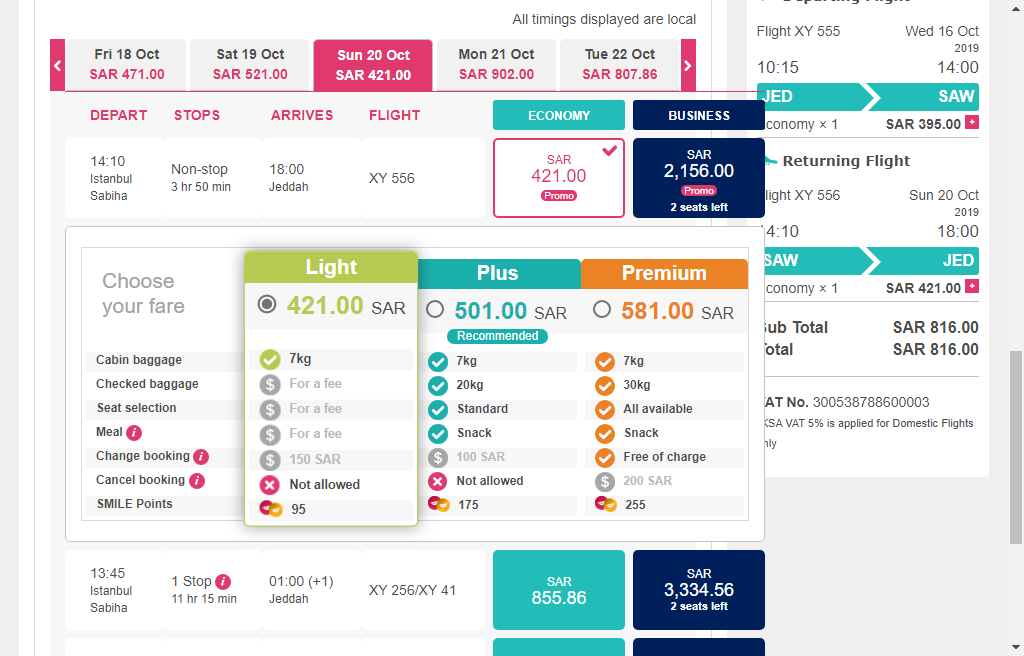 Departing Flight
All timings displayed are local
Flight XY 555
Wed 16 Oct
2019
10:15
14:00
JED
SAW
Economy × 1
SAR 395.00
Returning Flight
Flight XY 556
Sun 20 Oct
2019
14:10
18:00
SAW
JED
Economy × 1
SAR 421.00
Sub Total
SAR 816.00
Total
SAR 816.00
VAT No. 300538788600003
KSA VAT 5% is applied for Domestic Flights
only
Fri 18 Oct
SAR 471.00
Sat 19 Oct
SAR 521.00
Sun 20 Oct
SAR 421.00
Mon 21 Oct
SAR 902.00
Tue 22 Oct
SAR 807.86
DEPART
STOPS
ARRIVES
FLIGHT
ECONOMY
BUSINESS
14:10
Istanbul
Sabiha
Non-stop
3 hr 50 min
18:00
Jeddah
XY 556
SAR
421.00
Promo
SAR
2,156.00
Promo
2 seats left
Choose
your fare
Light
Plus
Premium
421.00 SAR
501.00 SAR
581.00 SAR
Recommended
Cabin baggage
7kg
7kg
7kg
Checked baggage
For a fee
20kg
30kg
Seat selection
For a fee
Standard
All available
Meal
For a fee
Snack
Snack
Change booking
150 SAR
100 SAR
Free of charge
Cancel booking
Not allowed
Not allowed
200 SAR
SMILE Points
95
175
255
13:45
Istanbul
Sabiha
1 Stop
11 hr 15 min
01:00 (+1)
Jeddah
XY 256/XY 41
SAR
855.86
SAR
3,334.56
2 seats left